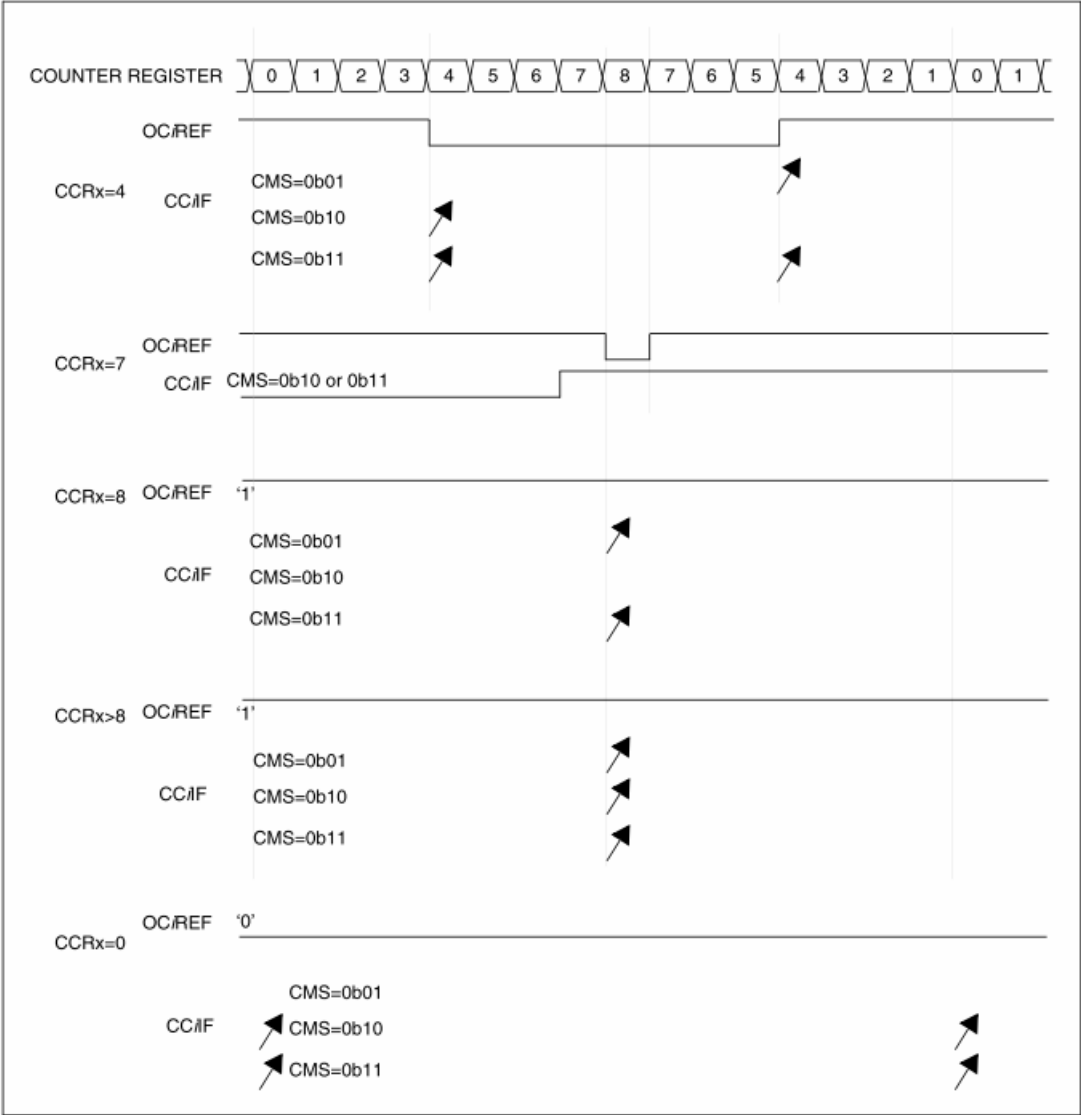 COUNTER REGISTER 0 1 2 3 4 5 6 7 8 7 6 5 4 3 2 1 0 1
OCiREF
CCRx=4 CCiIF
CMS=0b01
CMS=0b10
CMS=0b11
CCRx=7
OCiREF
CCiIF CMS=0b10 or 0b11
CCRx=8 OCiREF '1'
CCiIF
CMS=0b01
CMS=0b10
CMS=0b11
CCRx>8 OCiREF '1'
CCiIF
CMS=0b01
CMS=0b10
CMS=0b11
CCRx=0
OCiREF '0'
CCiIF
CMS=0b01
CMS=0b10
CMS=0b11